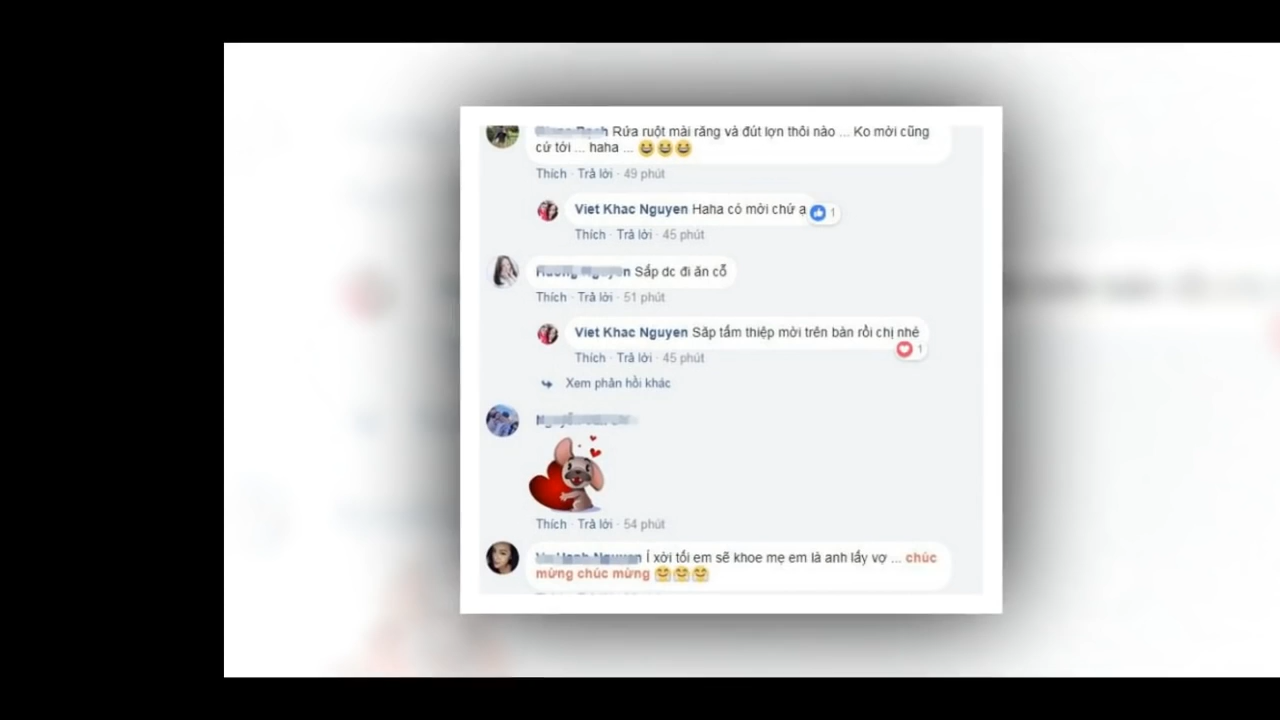 Rứa ruột mài răng và đút lợn thôi nào ... Ko mời cũng
cứ tới ... haha ...
Thích · Trả lời · 49 phút
Viet Khac Nguyen Haha có mời chứ ạ 1
Thích · Trả lời · 45 phút
Sắp dc đi ăn cỗ
Thích · Trả lời · 51 phút
Viet Khac Nguyen Săp tấm thiệp mời trên bàn rồi chị nhé
1
Thích · Trả lời · 45 phút
Xem phản hồi khác
Thích · Trả lời · 54 phút
Í xời tối em sẽ khoe mẹ em là anh lấy vợ ... chúc
mừng chúc mừng